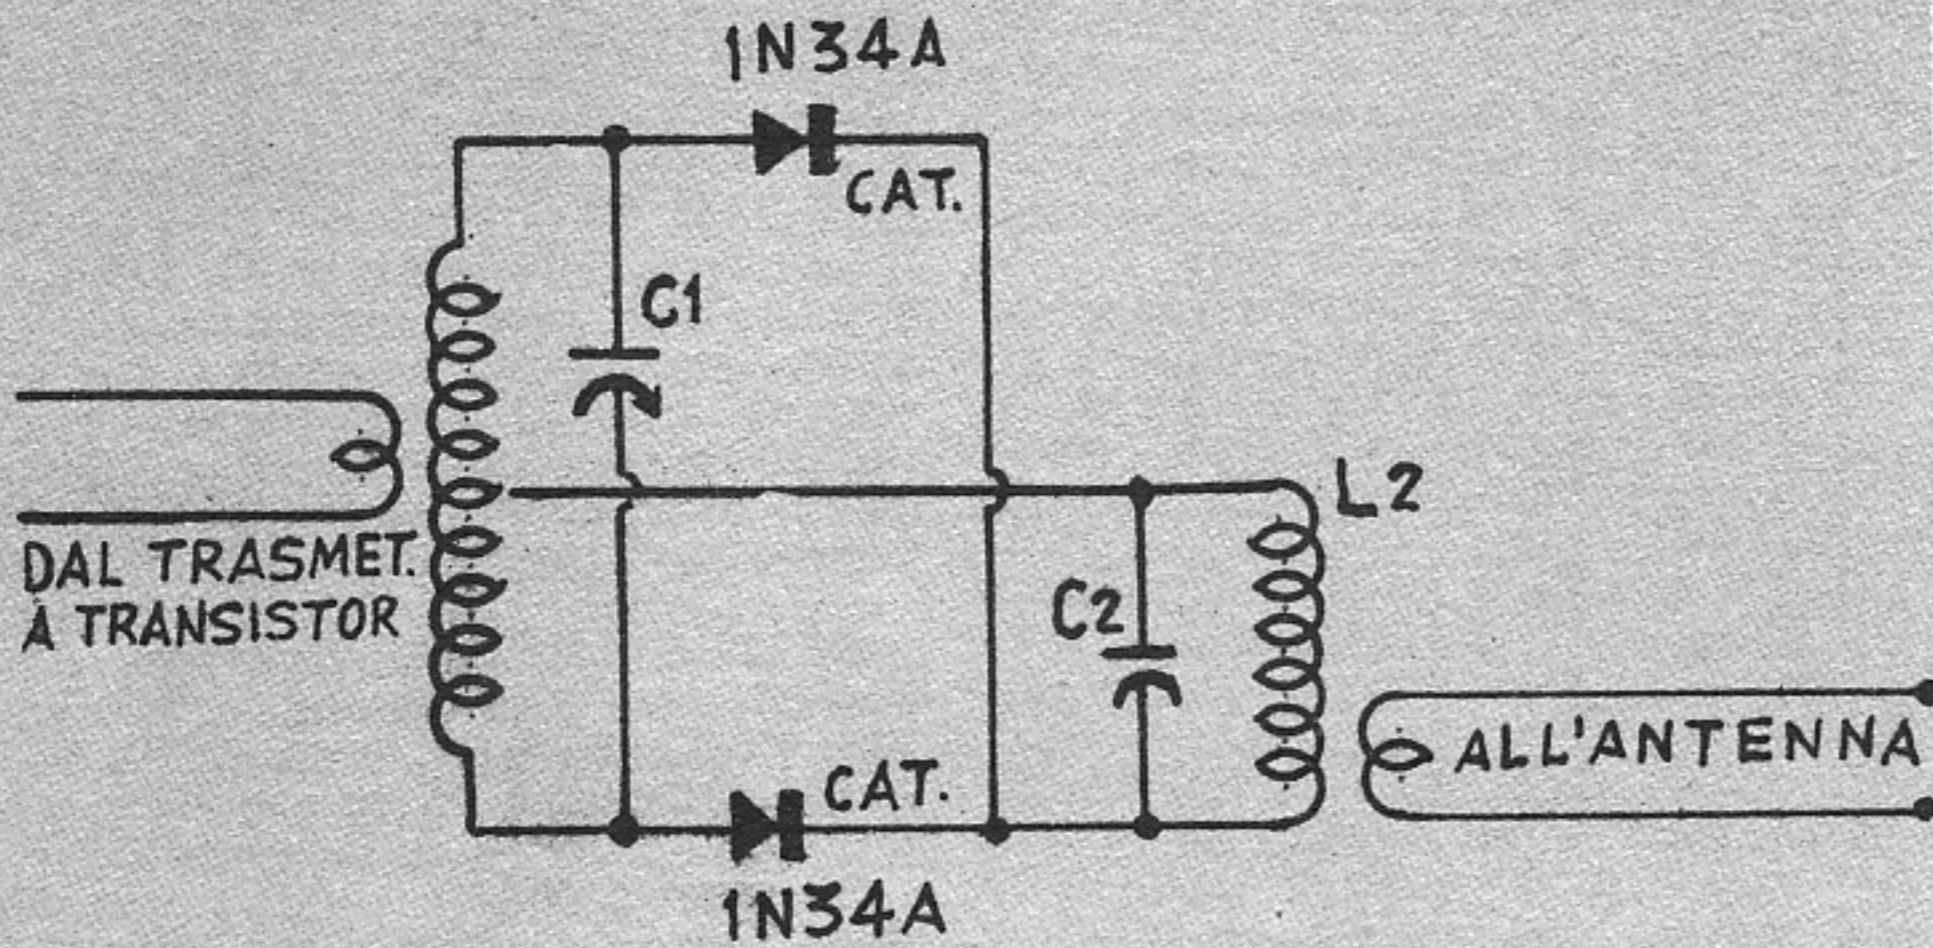 1N34A
CAT.
C1
L2
DAL TRASMET.
A TRANSISTOR
C2
ALL'ANTENNA
CAT.
1N34A